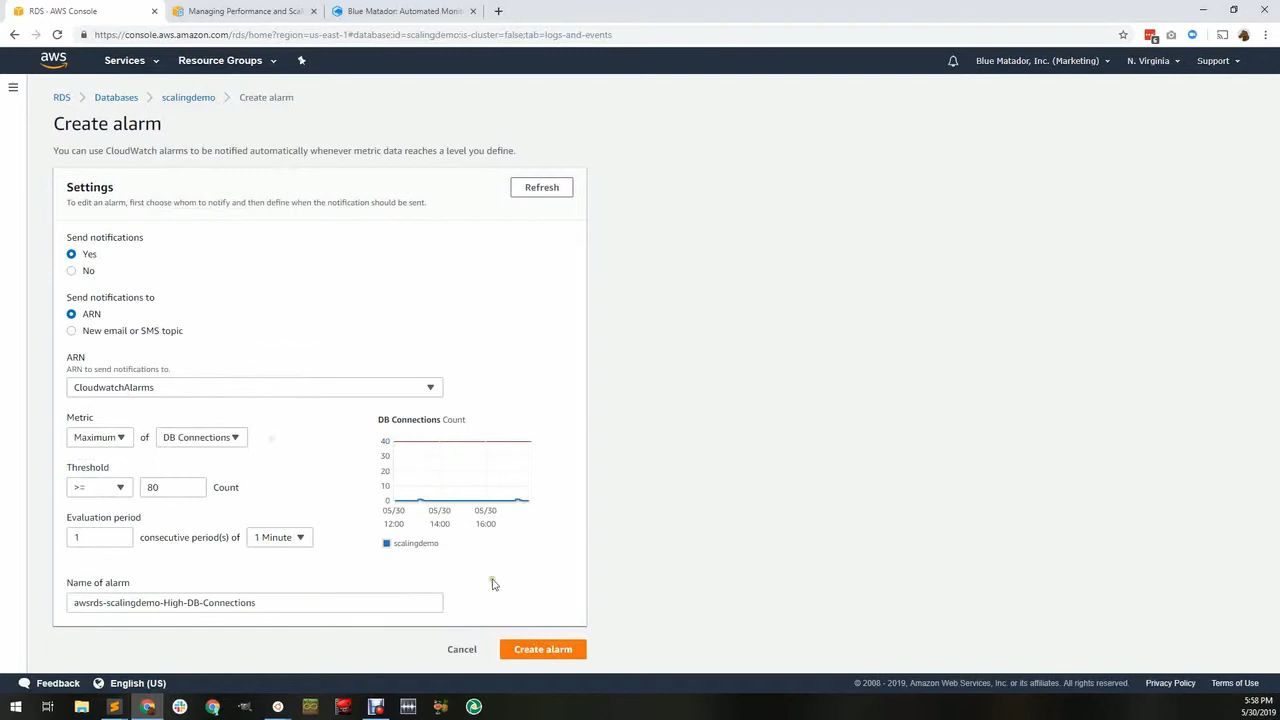 RDS - AWS Console
Managing Performance and Scal
Blue Matador: Automated Monit
https://console.aws.amazon.com/rds/home?region=us-east-1#database:id=scalingdemo;is-cluster=false;tab=logs-and-events
aws
Services
Resource Groups
Blue Matador, Inc. (Marketing)
N. Virginia
Support
RDS
Databases
scalingdemo
Create alarm
Create alarm
You can use CloudWatch alarms to be notified automatically whenever metric data reaches a level you define.
Settings
Refresh
To edit an alarm, first choose whom to notify and then define when the notification should be sent.
Send notifications
Yes
No
Send notifications to
ARN
New email or SMS topic
ARN
ARN to send notifications to.
CloudwatchAlarms
Metric
Maximum of DB Connections
Threshold
>= 80 Count
Evaluation period
1 consecutive period(s) of 1 Minute
DB Connections Count
40
30
20
10
0
05/30 05/30 05/30
12:00 14:00 16:00
scalingdemo
Name of alarm
awsrds-scalingdemo-High-DB-Connections
Cancel
Create alarm
Feedback
English (US)
© 2008 - 2019, Amazon Web Services, Inc. or its affiliates. All rights reserved.
Privacy Policy
Terms of Use
5:58 PM
5/30/2019